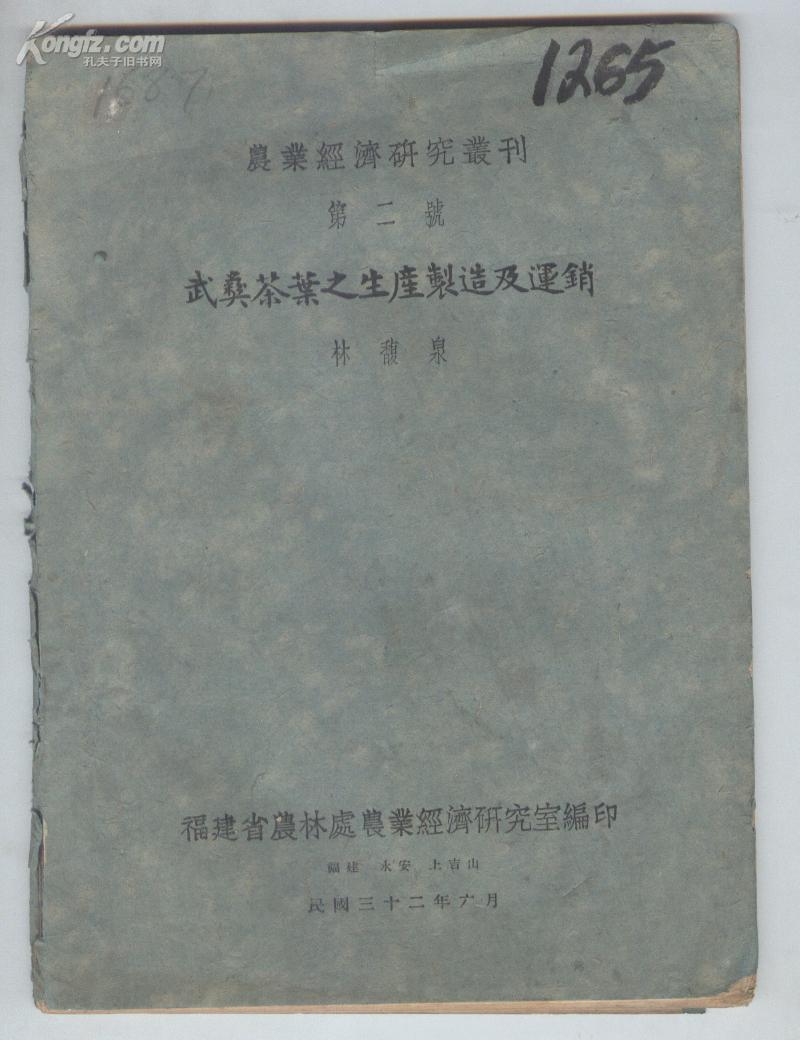 Kongfz.com
孔夫子旧书网
1265
1687
農業經濟研究叢刊
第二號
武彝茶葉之生産製造及運銷
林馥泉
福建省農林處農業經濟研究室編印
福建 永安 上吉山
民國三十二年六月